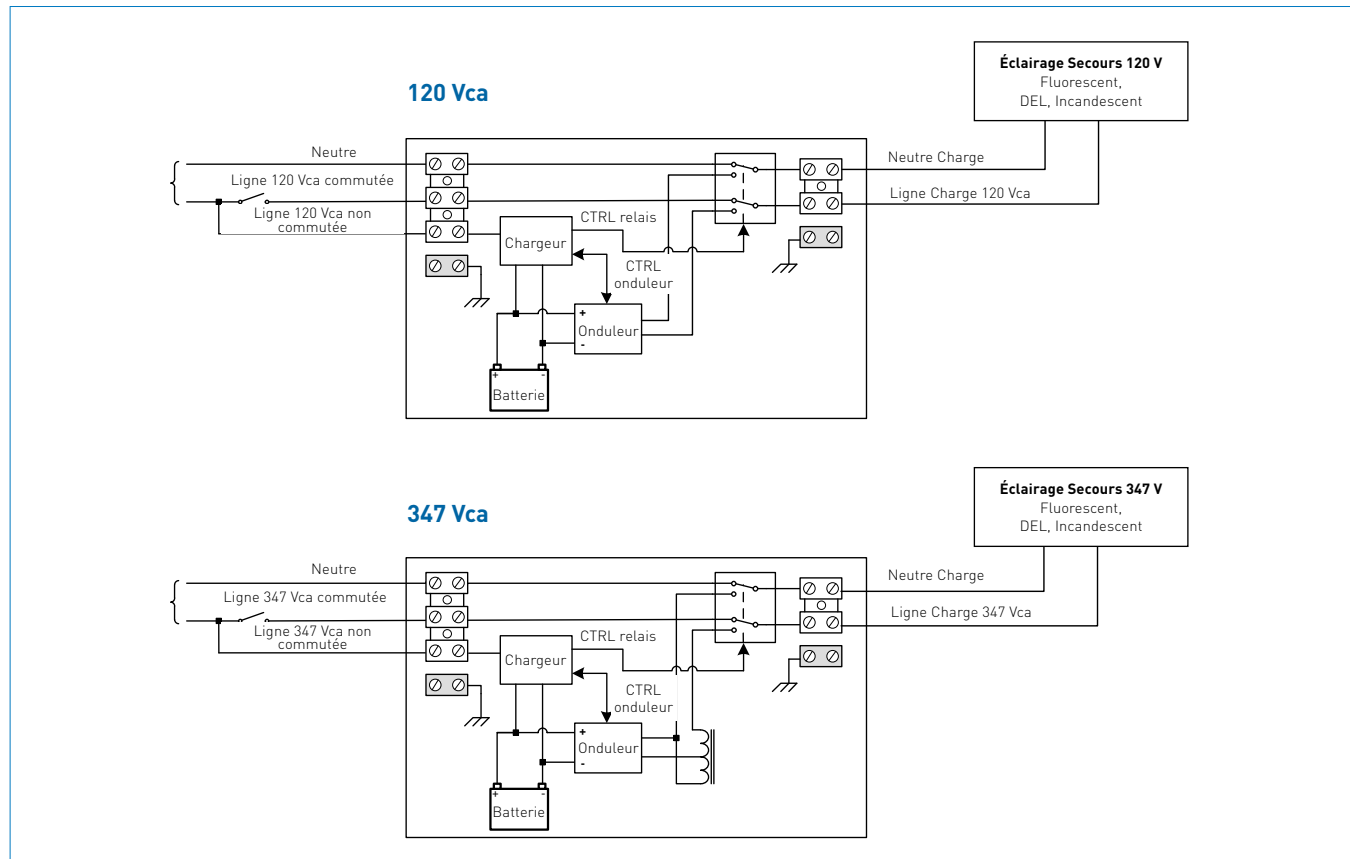 Éclairage Secours 120 V
Fluorescent,
DEL, Incandescent
120 Vca
Neutre
Ligne 120 Vca commutée
Ligne 120 Vca non
commutée
CTRL relais
Chargeur
CTRL
onduleur
+
Onduleur
-
+ -
Batterie
Neutre Charge
Ligne Charge 120 Vca
Éclairage Secours 347 V
Fluorescent,
DEL, Incandescent
347 Vca
Neutre
Ligne 347 Vca commutée
Ligne 347 Vca non
commutée
CTRL relais
Chargeur
CTRL
onduleur
+
Onduleur
-
+ -
Batterie
Neutre Charge
Ligne Charge 347 Vca